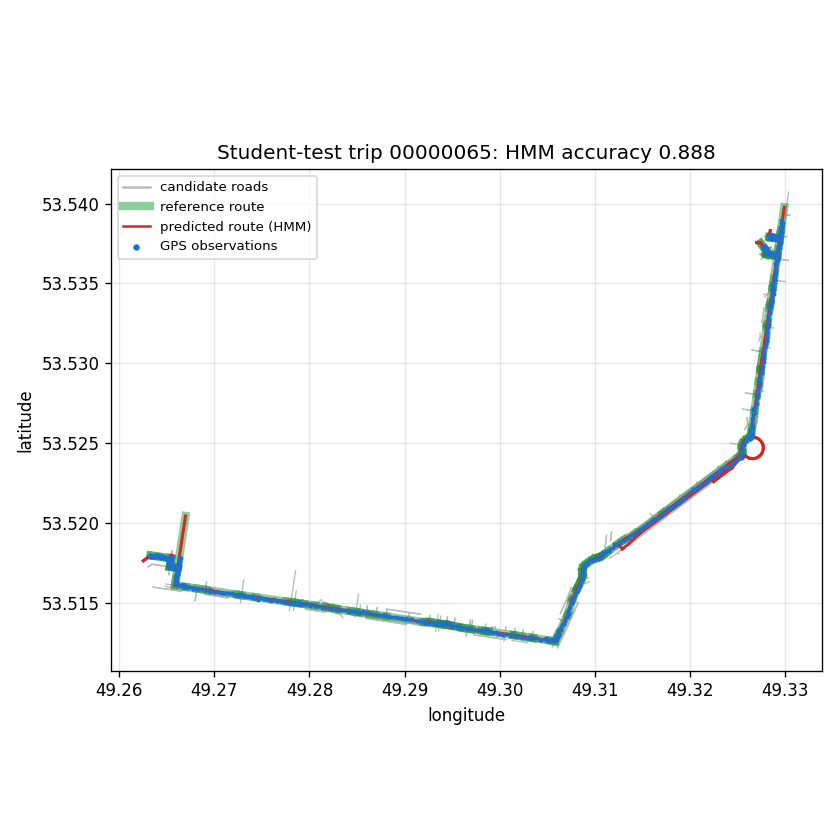 Student-test trip 00000065: HMM accuracy 0.888
candidate roads
reference route
predicted route (HMM)
GPS observations
53.540
53.535
53.530
53.525
53.520
53.515
latitude
49.26 49.27 49.28 49.29 49.30 49.31 49.32 49.33
longitude